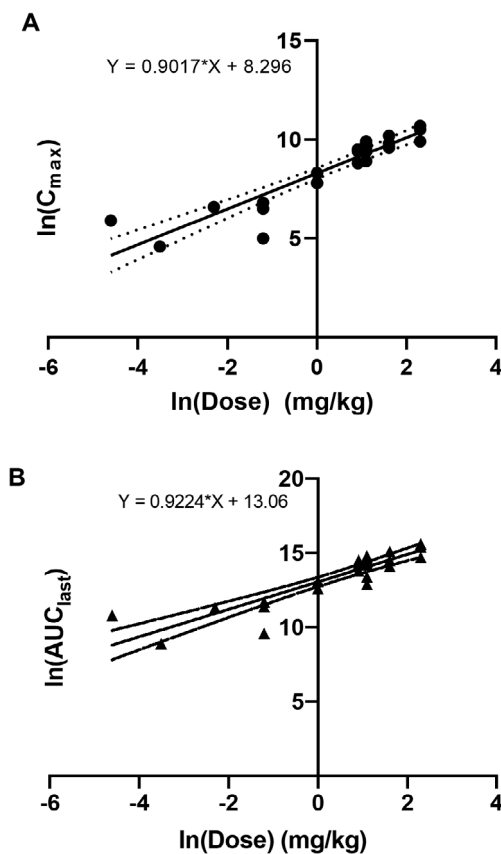 A
Y = 0.9017*X + 8.296
15
10
5
ln(Cmax)
-6 -4 -2 0 2 4
ln(Dose) (mg/kg)
B
Y = 0.9224*X + 13.06
20
15
10
5
ln(AUClast)
-6 -4 -2 0 2 4
ln(Dose) (mg/kg)